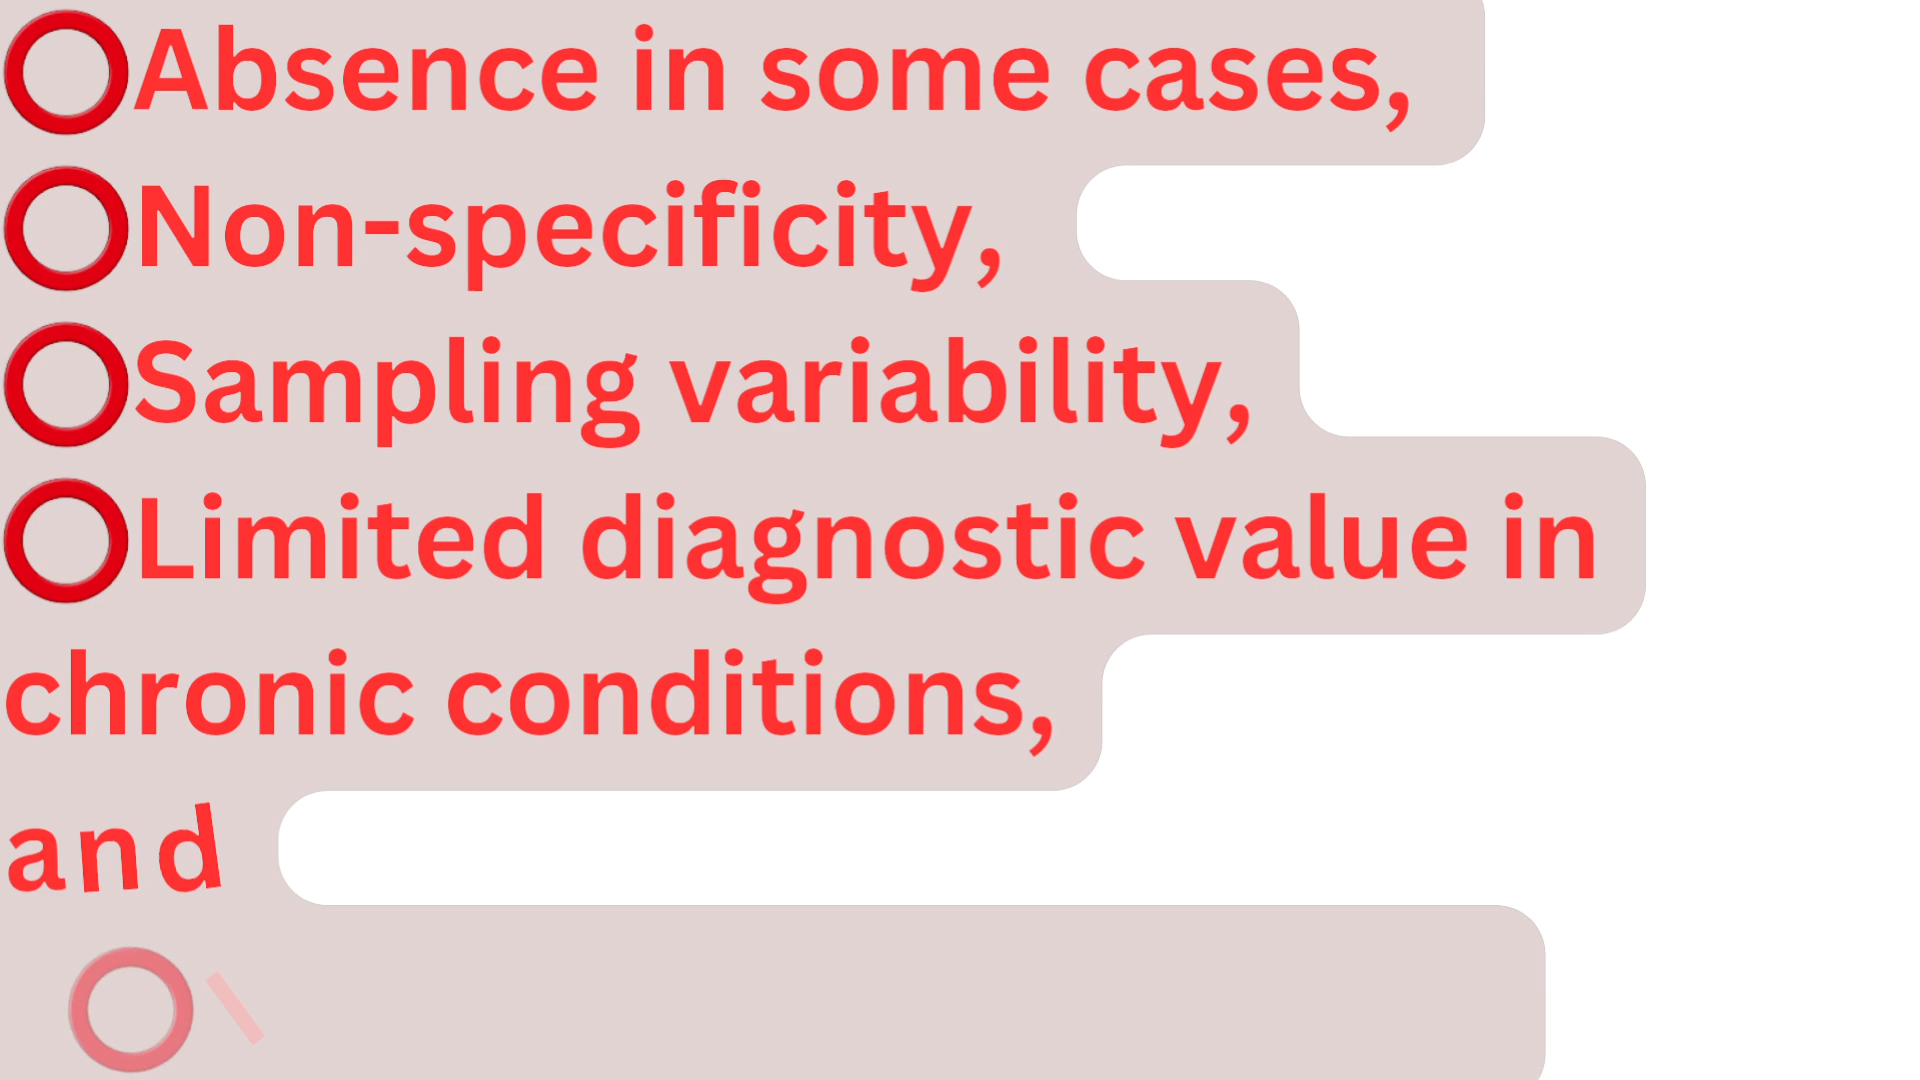 ⭕Absence in some cases,
⭕Non-specificity,
⭕Sampling variability,
⭕Limited diagnostic value in
chronic conditions,
and
⭕